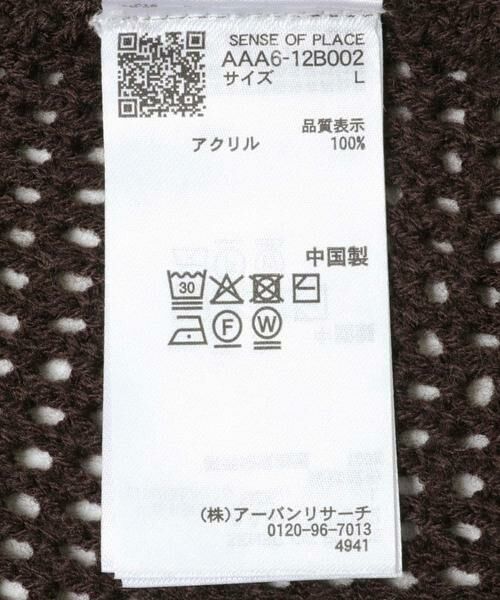 SENSE OF PLACE
AAA6-12B002
サイズ L
品質表示
アクリル 100%
中国製
30
F W
(株)アーバンリサーチ
0120-96-7013
4941